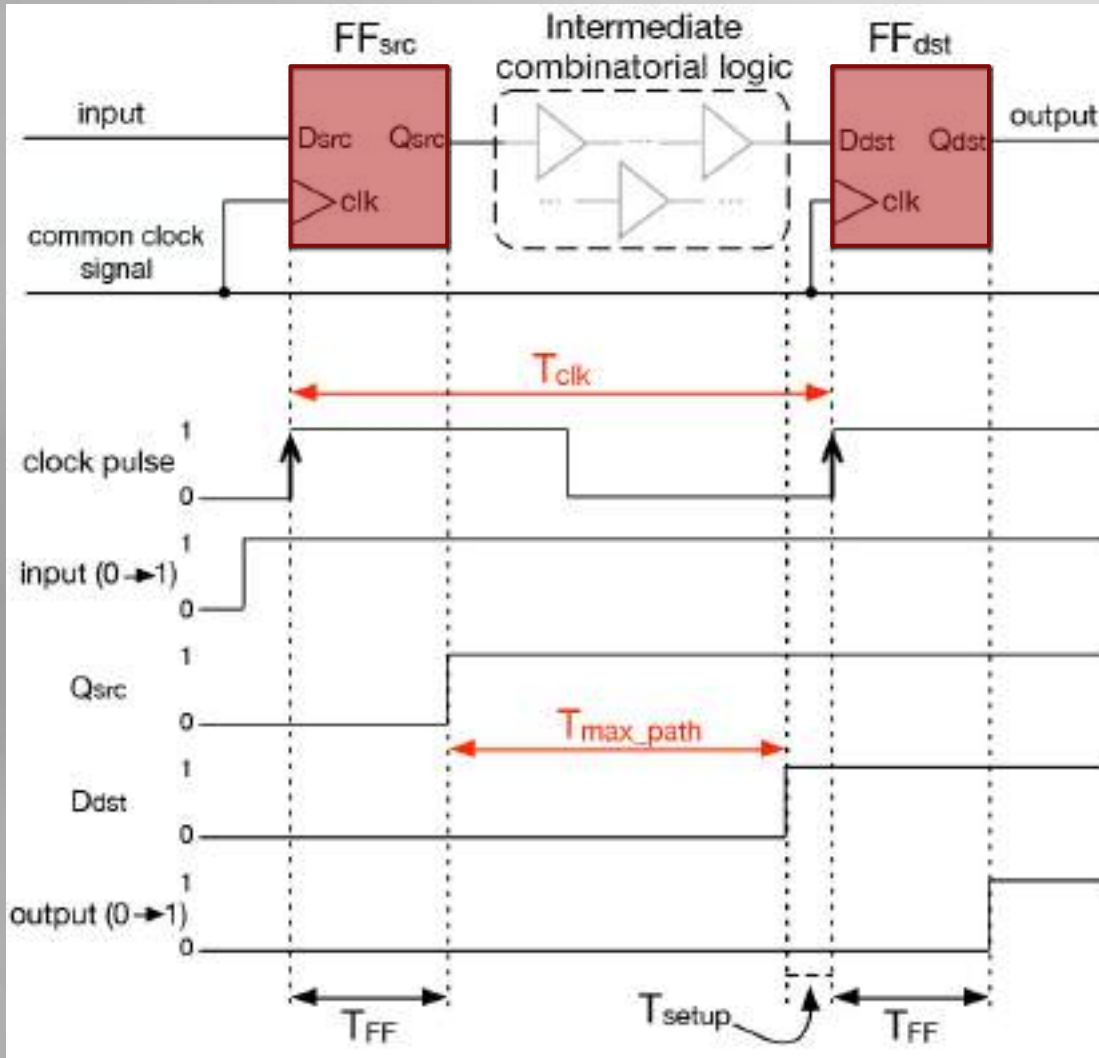 FFsrc
Intermediate
combinatorial logic
FFdst
input
output
Dsrc
Qsrc
Ddst
Qdst
clk
clk
common clock
signal
Tclk
1
clock pulse
0
1
input (0→1)
0
1
Qsrc
0
Tmax_path
1
Ddst
0
1
output (0→1)
0
TFF
Tsetup
TFF